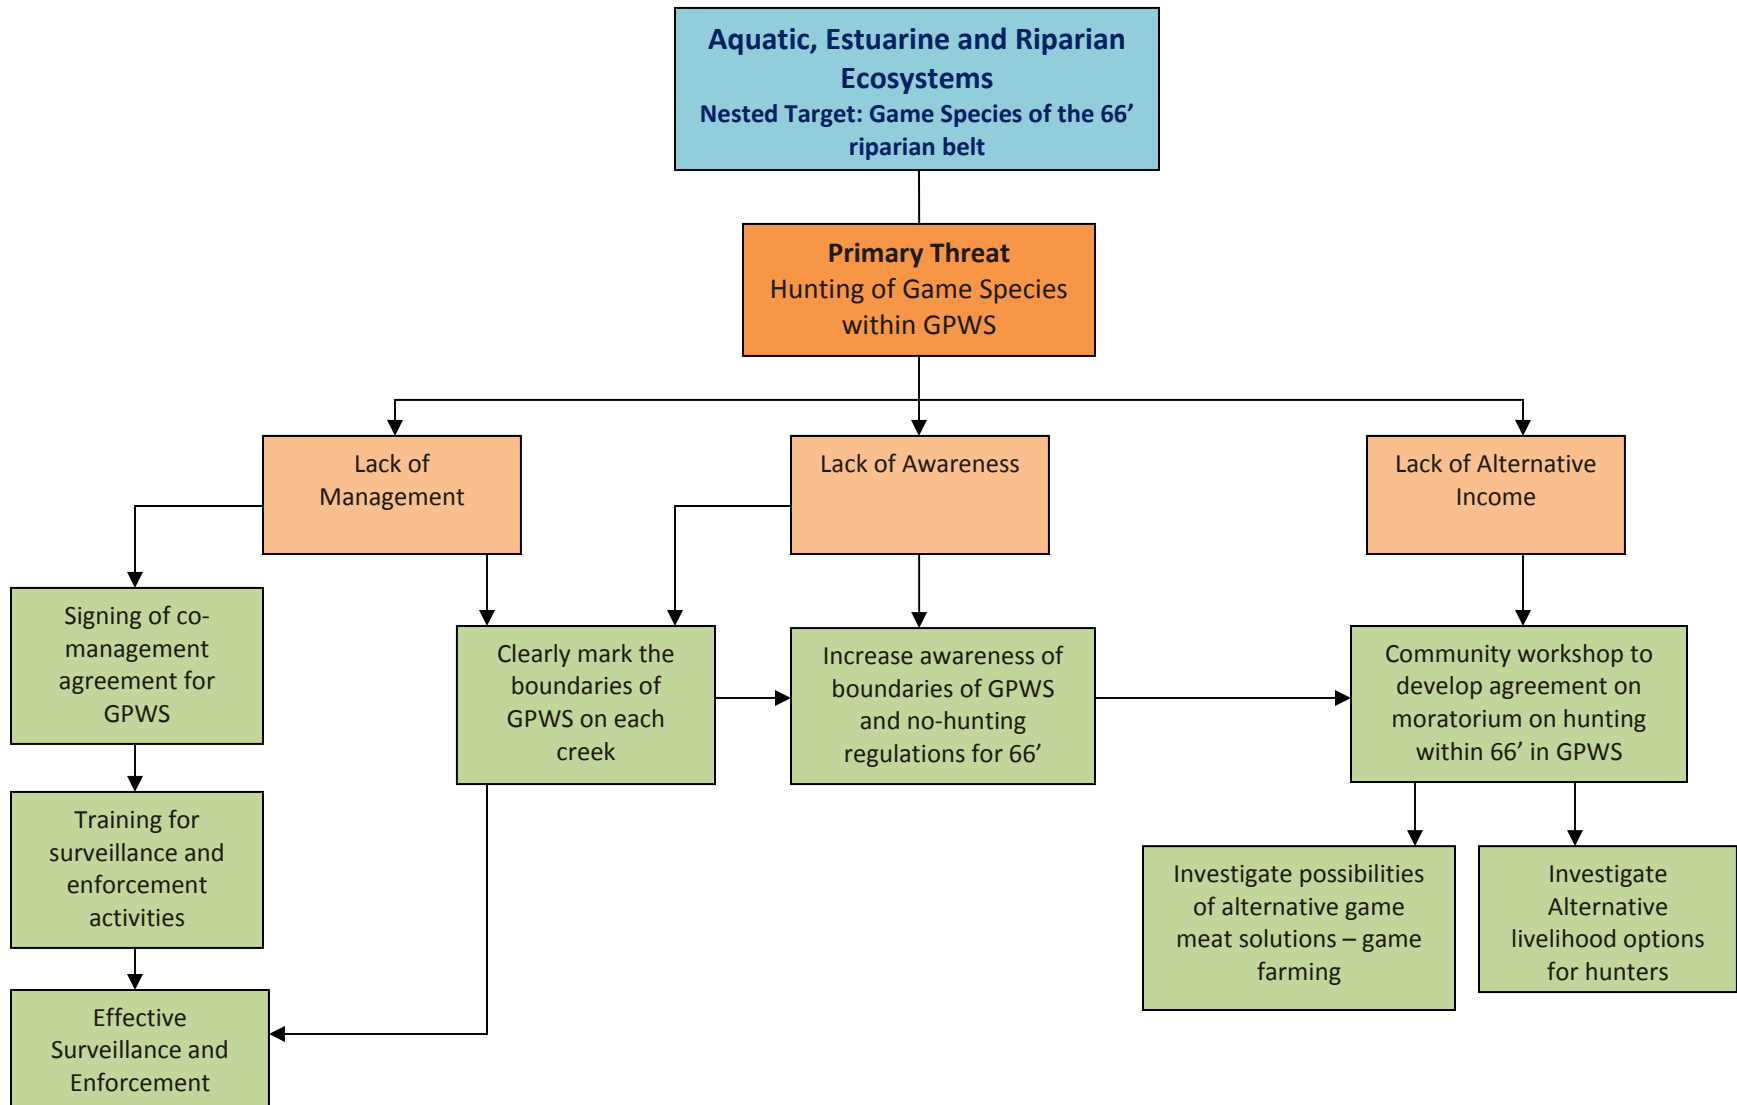 Aquatic, Estuarine and Riparian
Ecosystems
Nested Target: Game Species of the 66’
riparian belt
Primary Threat
Hunting of Game Species
within GPWS
Lack of
Management
Lack of Awareness
Lack of Alternative
Income
Signing of co-
management
agreement for
GPWS
Clearly mark the
boundaries of
GPWS on each
creek
Increase awareness of
boundaries of GPWS
and no-hunting
regulations for 66’
Community workshop to
develop agreement on
moratorium on hunting
within 66’ in GPWS
Training for
surveillance and
enforcement
activities
Investigate possibilities
of alternative game
meat solutions – game
farming
Investigate
Alternative
livelihood options
for hunters
Effective
Surveillance and
Enforcement